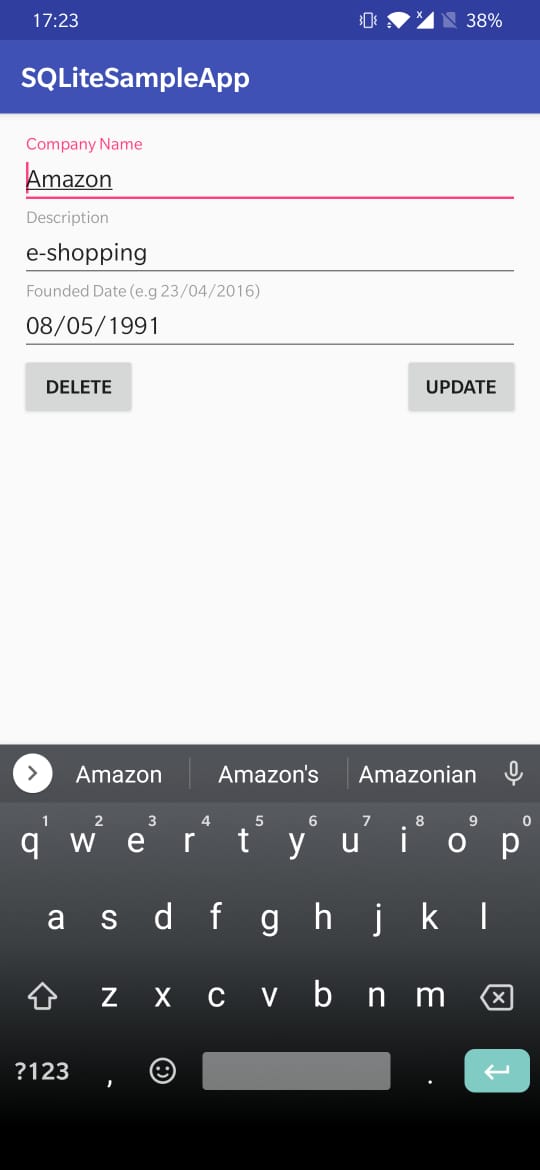 17:23 38%
SQLiteSampleApp
Company Name
Amazon
Description
e-shopping
Founded Date (e.g 23/04/2016)
08/05/1991
DELETE UPDATE
Amazon Amazon's Amazonian
1 2 3 4 5 6 7 8 9 0
q w e r t y u i o p
a s d f g h j k l
z x c v b n m
?123 , .